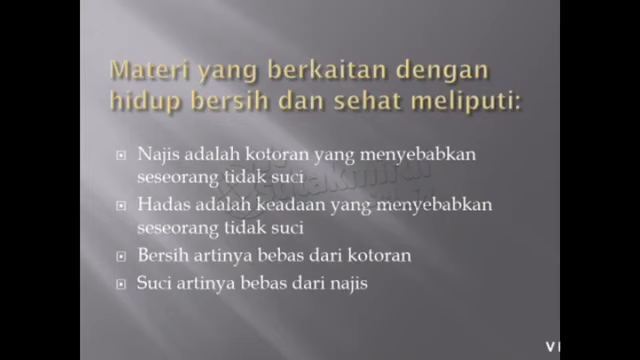 Materi yang berkaitan dengan
hidup bersih dan sehat meliputi:
Najis adalah kotoran yang menyebabkan
seseorang tidak suci
Hadas adalah keadaan yang menyebabkan
seseorang tidak suci
Bersih artinya bebas dari kotoran
Suci artinya bebas dari najis